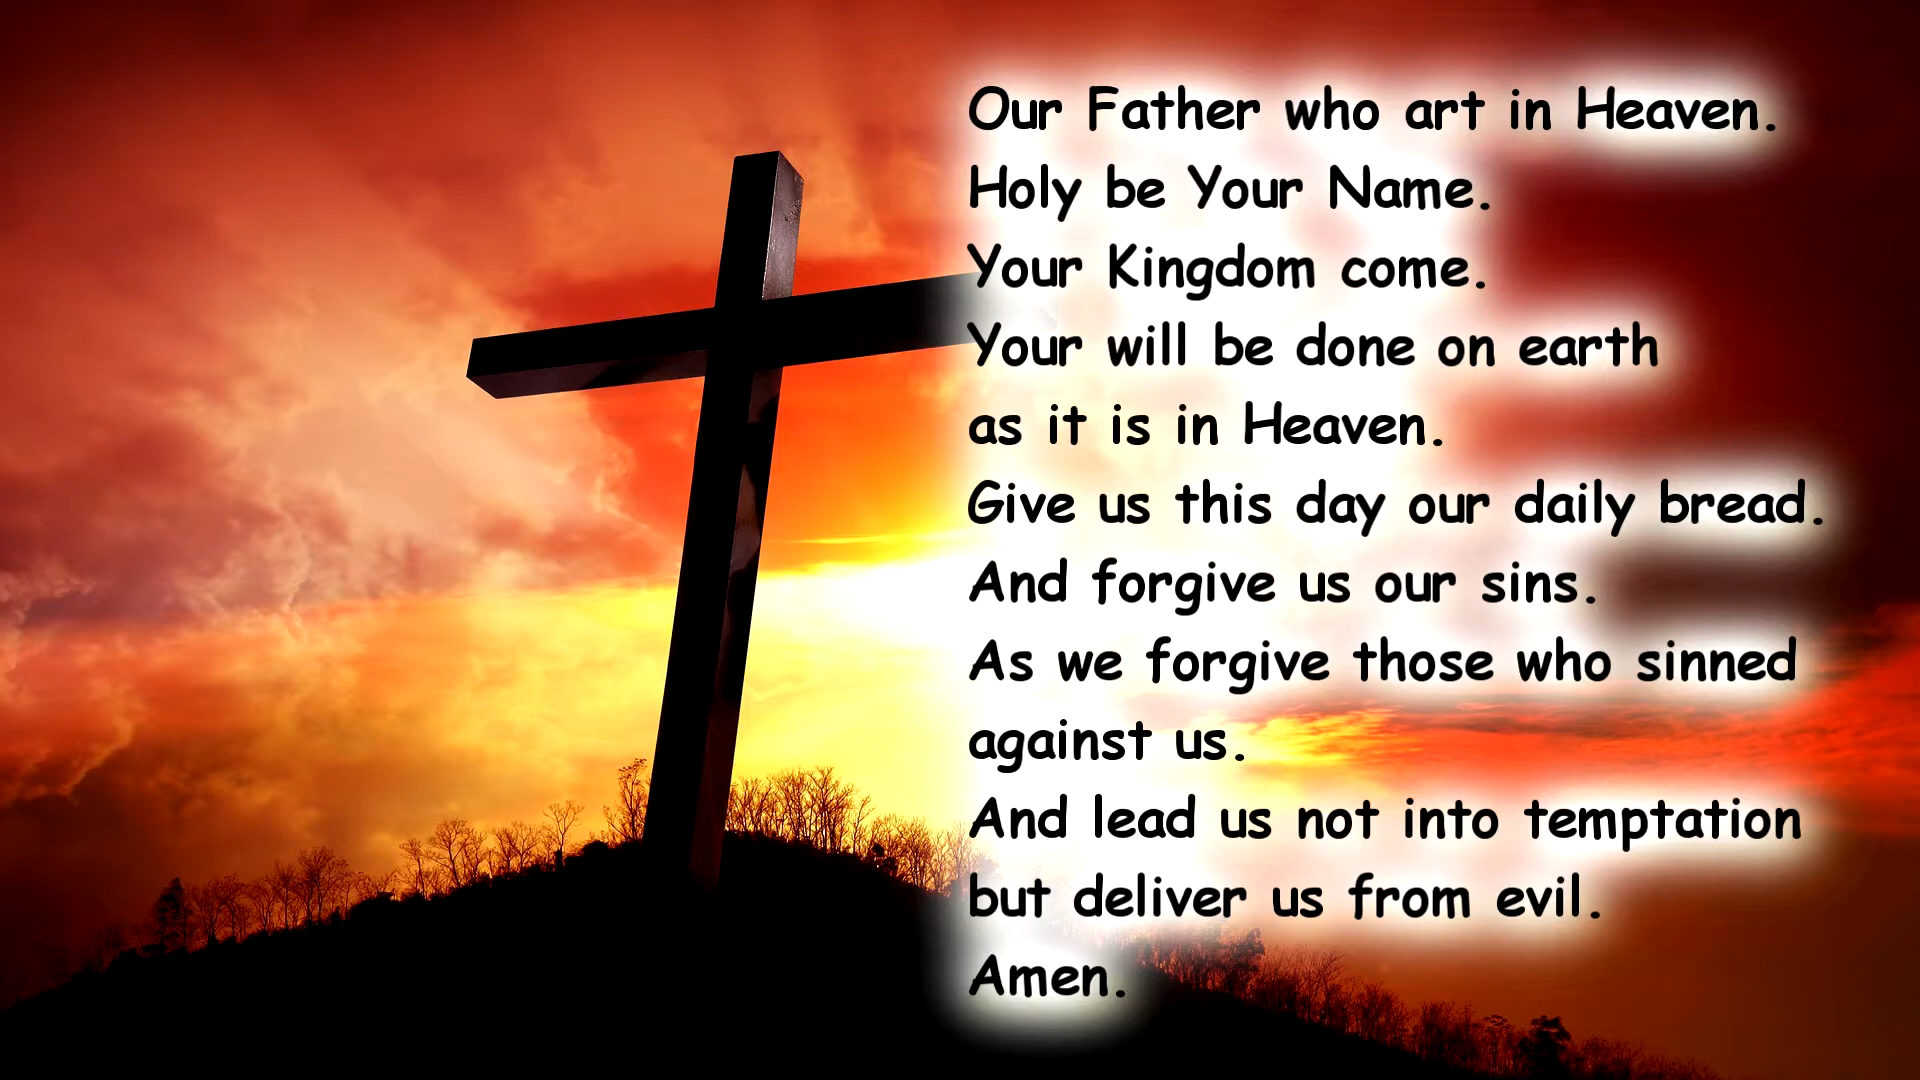 Our Father who art in Heaven.
Holy be Your Name.
Your Kingdom come.
Your will be done on earth
as it is in Heaven.
Give us this day our daily bread.
And forgive us our sins.
As we forgive those who sinned
against us.
And lead us not into temptation
but deliver us from evil.
Amen.